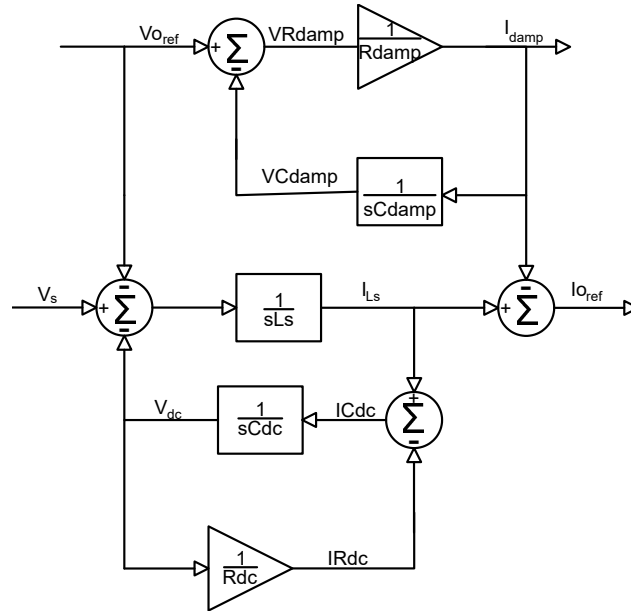 Vo_ref
+
Σ
-
VRdamp
1
Rdamp
I_damp
VCdamp
1
sCdamp
V_s
+
-
Σ
-
1
sLs
I_Ls
+
-
Σ
Io_ref
V_dc
1
sCdc
ICdc
+
Σ
-
1
Rdc
IRdc